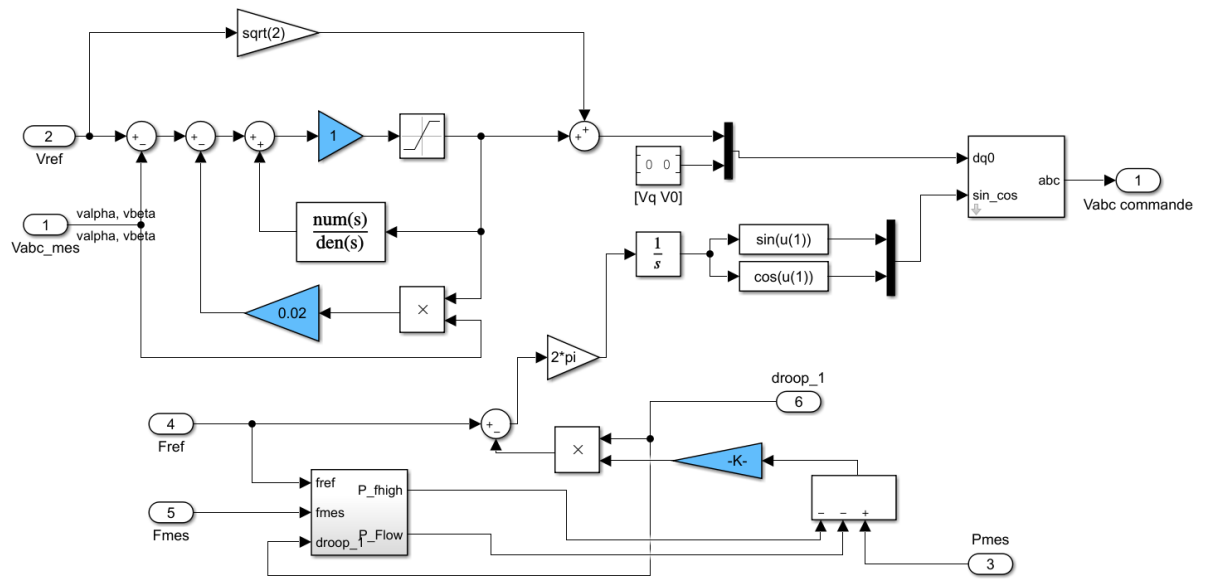 sqrt(2)
2
Vref
+
−
+
−
+
+
1
+
+
0 0
[Vq V0]
dq0
sin_cos
abc
1
Vabc commande
valpha, vbeta
valpha, vbeta
1
Vabc_mes
num(s)
den(s)
1
s
sin(u(1))
cos(u(1))
0.02
×
2*pi
droop_1
6
4
Fref
+
−
×
-K-
fref
fmes
droop_1
P_fhigh
P_Flow
5
Fmes
− − +
Pmes
3